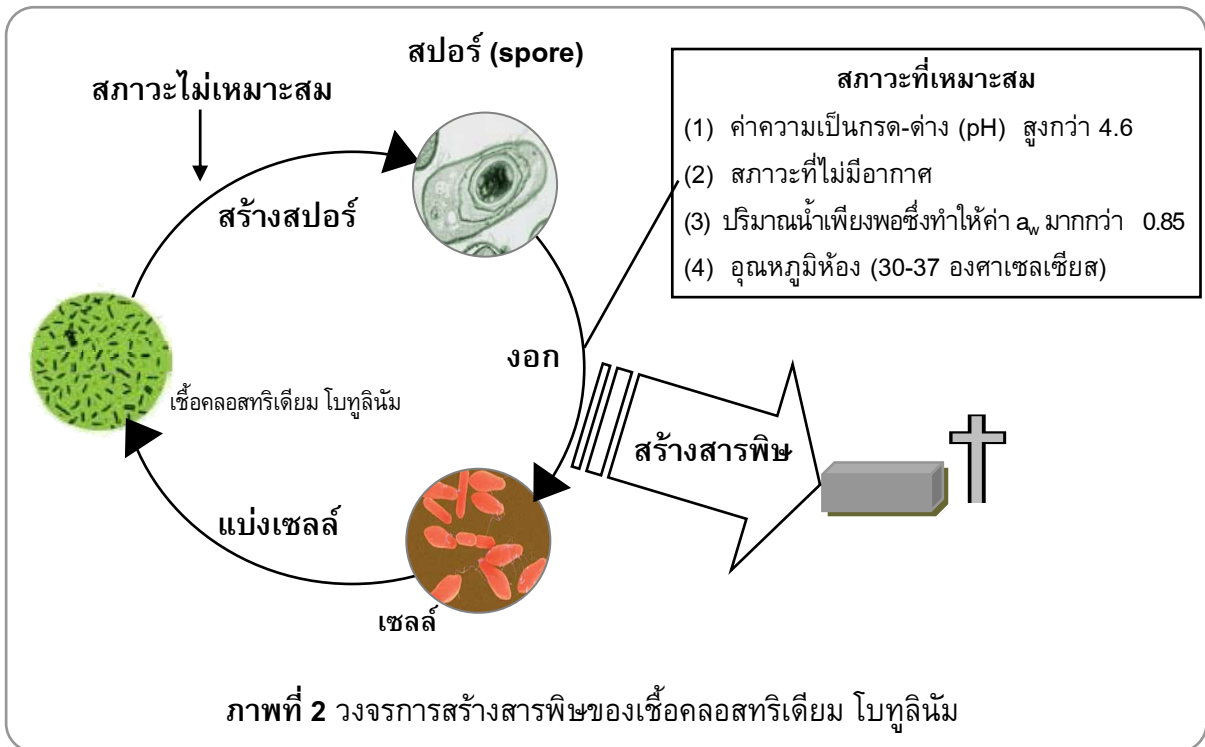 สปอร์ (spore)
สภาวะไม่เหมาะสม
สภาวะที่เหมาะสม
(1) ค่าความเป็นกรด-ด่าง (pH) สูงกว่า 4.6
(2) สภาวะที่ไม่มีอากาศ
(3) ปริมาณน้ำเพียงพอซึ่งทำให้ค่า a_w มากกว่า 0.85
(4) อุณหภูมิห้อง (30-37 องศาเซลเซียส)
สร้างสปอร์
งอก
เชื้อคลอสทริเดียม โบทูลินัม
สร้างสารพิษ
แบ่งเซลล์
เซลล์
ภาพที่ 2 วงจรการสร้างสารพิษของเชื้อคลอสทริเดียม โบทูลินัม